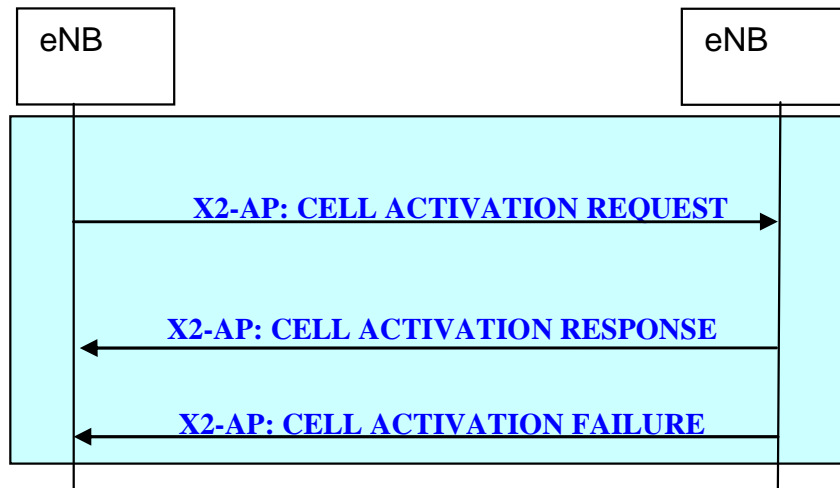 eNB
eNB
X2-AP: CELL ACTIVATION REQUEST
X2-AP: CELL ACTIVATION RESPONSE
X2-AP: CELL ACTIVATION FAILURE